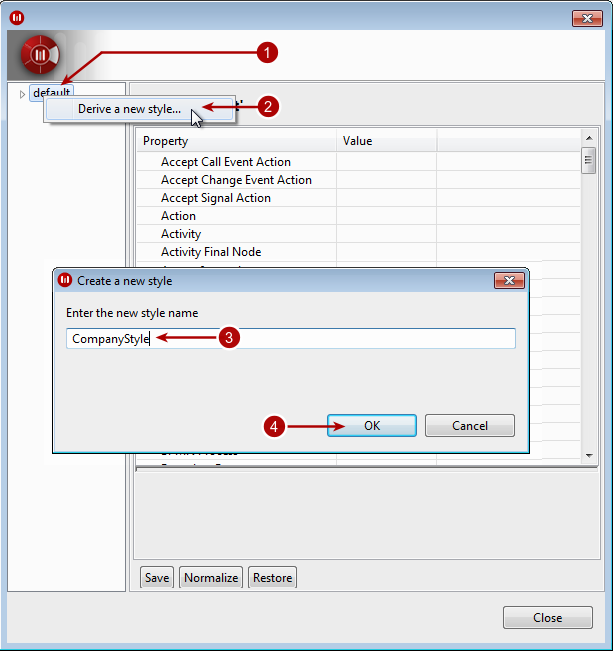 1
default
Derive a new style...
2
Property Value
Accept Call Event Action
Accept Change Event Action
Accept Signal Action
Action
Activity
Activity Final Node
Create a new style
Enter the new style name
CompanyStyle
3
4
OK Cancel
Save Normalize Restore
Close